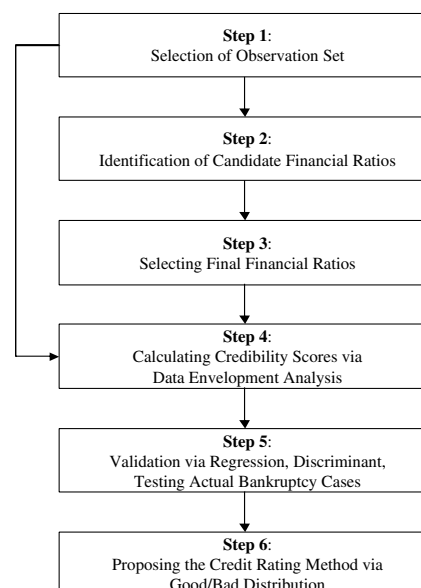 Step 1:
Selection of Observation Set
Step 2:
Identification of Candidate Financial Ratios
Step 3:
Selecting Final Financial Ratios
Step 4:
Calculating Credibility Scores via
Data Envelopment Analysis
Step 5:
Validation via Regression, Discriminant,
Testing Actual Bankruptcy Cases
Step 6:
Proposing the Credit Rating Method via
Good/Bad Distribution